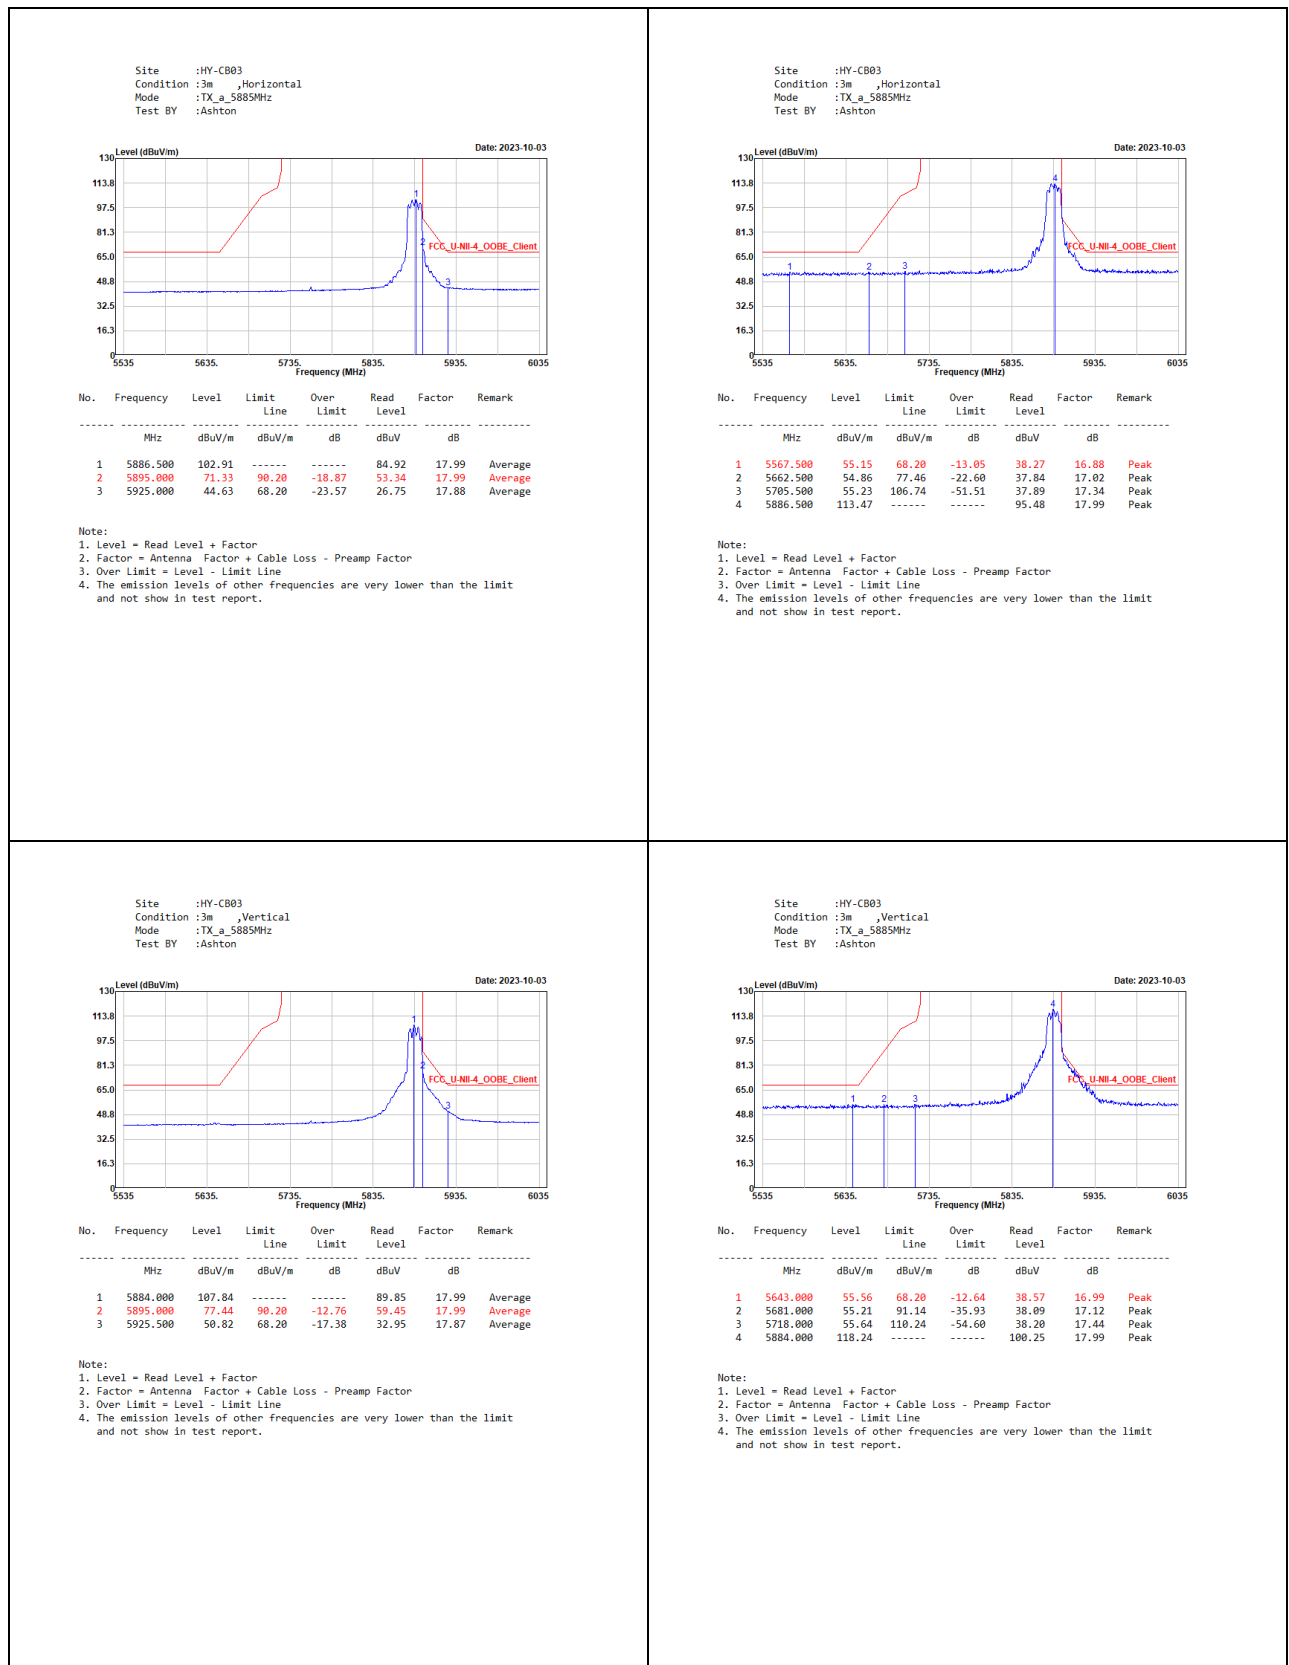 Site :HY-CB03
Condition :3m ,Horizontal
Mode :TX_a_5885MHz
Test BY :Ashton
Level (dBuV/m) Date: 2023-10-03
130
113.8
97.5
81.3
65.0
48.8
32.5
16.3
0
1
2
3
FCC_U-NII-4_OOBE_Client
5535 5635. 5735. 5835. 5935. 6035
Frequency (MHz)
No. Frequency Level Limit Over Read Factor Remark
Line Limit Level
------ ----------- -------- -------- -------- -------- -------- ---------
MHz dBuV/m dBuV/m dB dBuV dB
1 5886.500 102.91 ------ ------ 84.92 17.99 Average
2 5895.000 71.33 90.20 -18.87 53.34 17.99 Average
3 5925.000 44.63 68.20 -23.57 26.75 17.88 Average
Note:
1. Level = Read Level + Factor
2. Factor = Antenna Factor + Cable Loss - Preamp Factor
3. Over Limit = Level - Limit Line
4. The emission levels of other frequencies are very lower than the limit
and not show in test report.
Site :HY-CB03
Condition :3m ,Horizontal
Mode :TX_a_5885MHz
Test BY :Ashton
Level (dBuV/m) Date: 2023-10-03
130
113.8
97.5
81.3
65.0
48.8
32.5
16.3
0
1
2
3
4
FCC_U-NII-4_OOBE_Client
5535 5635. 5735. 5835. 5935. 6035
Frequency (MHz)
No. Frequency Level Limit Over Read Factor Remark
Line Limit Level
------ ----------- -------- -------- -------- -------- -------- ---------
MHz dBuV/m dBuV/m dB dBuV dB
1 5567.500 55.15 68.20 -13.05 38.27 16.88 Peak
2 5662.500 54.86 77.46 -22.60 37.84 17.02 Peak
3 5705.500 55.23 106.74 -51.51 37.89 17.34 Peak
4 5886.500 113.47 ------ ------ 95.48 17.99 Peak
Note:
1. Level = Read Level + Factor
2. Factor = Antenna Factor + Cable Loss - Preamp Factor
3. Over Limit = Level - Limit Line
4. The emission levels of other frequencies are very lower than the limit
and not show in test report.
Site :HY-CB03
Condition :3m ,Vertical
Mode :TX_a_5885MHz
Test BY :Ashton
Level (dBuV/m) Date: 2023-10-03
130
113.8
97.5
81.3
65.0
48.8
32.5
16.3
0
1
2
3
FCC_U-NII-4_OOBE_Client
5535 5635. 5735. 5835. 5935. 6035
Frequency (MHz)
No. Frequency Level Limit Over Read Factor Remark
Line Limit Level
------ ----------- -------- -------- -------- -------- -------- ---------
MHz dBuV/m dBuV/m dB dBuV dB
1 5884.000 107.84 ------ ------ 89.85 17.99 Average
2 5895.000 77.44 90.20 -12.76 59.45 17.99 Average
3 5925.500 50.82 68.20 -17.38 32.95 17.87 Average
Note:
1. Level = Read Level + Factor
2. Factor = Antenna Factor + Cable Loss - Preamp Factor
3. Over Limit = Level - Limit Line
4. The emission levels of other frequencies are very lower than the limit
and not show in test report.
Site :HY-CB03
Condition :3m ,Vertical
Mode :TX_a_5885MHz
Test BY :Ashton
Level (dBuV/m) Date: 2023-10-03
130
113.8
97.5
81.3
65.0
48.8
32.5
16.3
0
1
2
3
4
FCC_U-NII-4_OOBE_Client
5535 5635. 5735. 5835. 5935. 6035
Frequency (MHz)
No. Frequency Level Limit Over Read Factor Remark
Line Limit Level
------ ----------- -------- -------- -------- -------- -------- ---------
MHz dBuV/m dBuV/m dB dBuV dB
1 5643.000 55.56 68.20 -12.64 38.57 16.99 Peak
2 5681.000 55.21 91.14 -35.93 38.09 17.12 Peak
3 5718.000 55.64 110.24 -54.60 38.20 17.44 Peak
4 5884.000 118.24 ------ ------ 100.25 17.99 Peak
Note:
1. Level = Read Level + Factor
2. Factor = Antenna Factor + Cable Loss - Preamp Factor
3. Over Limit = Level - Limit Line
4. The emission levels of other frequencies are very lower than the limit
and not show in test report.